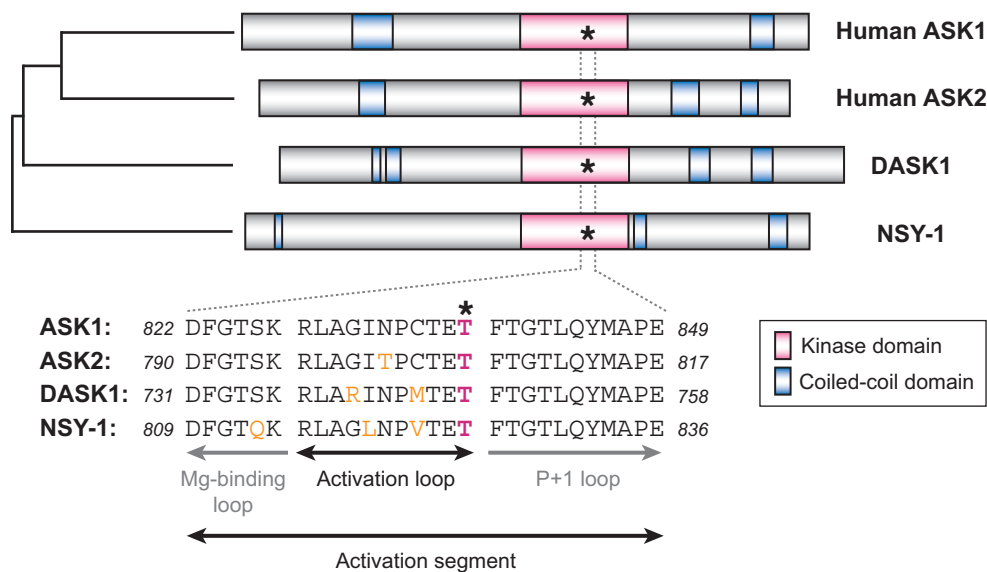 Human ASK1
Human ASK2
DASK1
NSY-1
*
*
*
*
*
ASK1: 822 DFGTSK RLAGINPCTET FTGTLQYMAPE 849
ASK2: 790 DFGTSK RLAGITPCTET FTGTLQYMAPE 817
DASK1: 731 DFGTSK RLARINPMTET FTGTLQYMAPE 758
NSY-1: 809 DFGTQK RLAGLNPVTET FTGTLQYMAPE 836
Mg-binding
loop
Activation loop
P+1 loop
Activation segment
Kinase domain
Coiled-coil domain